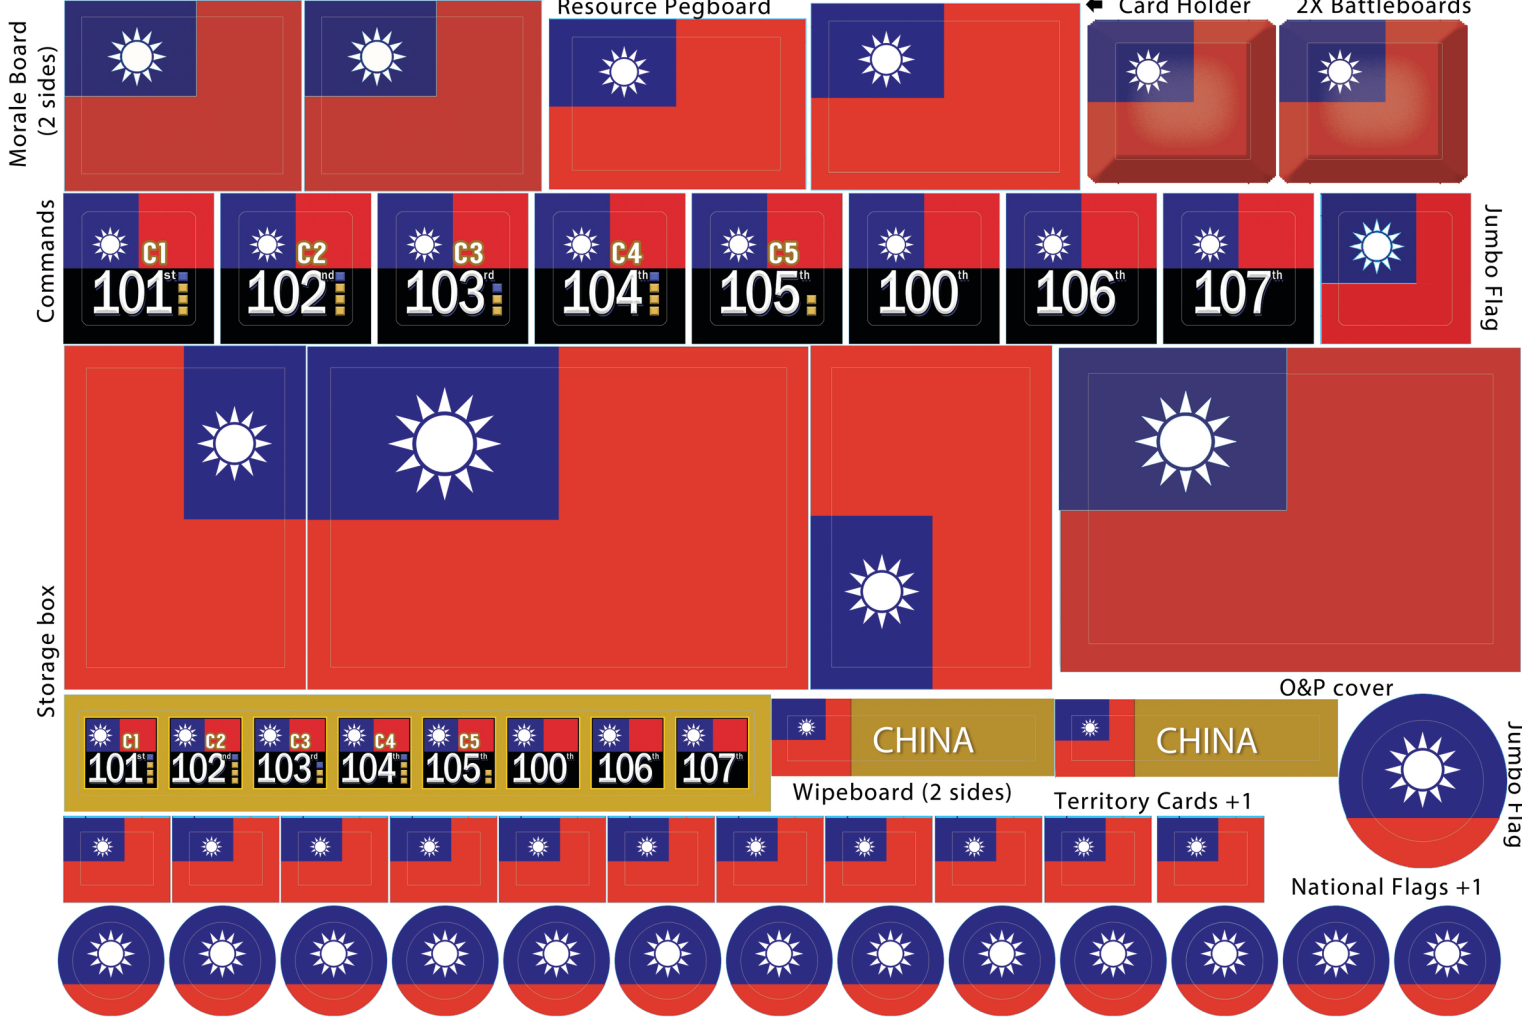 Resource Pegboard
Card Holder
2X Battleboards
Morale Board
(2 sides)
Commands
C1
101st
C2
102nd
C3
103rd
C4
104th
C5
105th
100th
106th
107th
Jumbo Flag
Storage box
O&P cover
C1
101st
C2
102nd
C3
103rd
C4
104th
C5
105th
100th
106th
107th
CHINA
CHINA
Wipeboard (2 sides)
Territory Cards +1
Jumbo Flag
National Flags +1